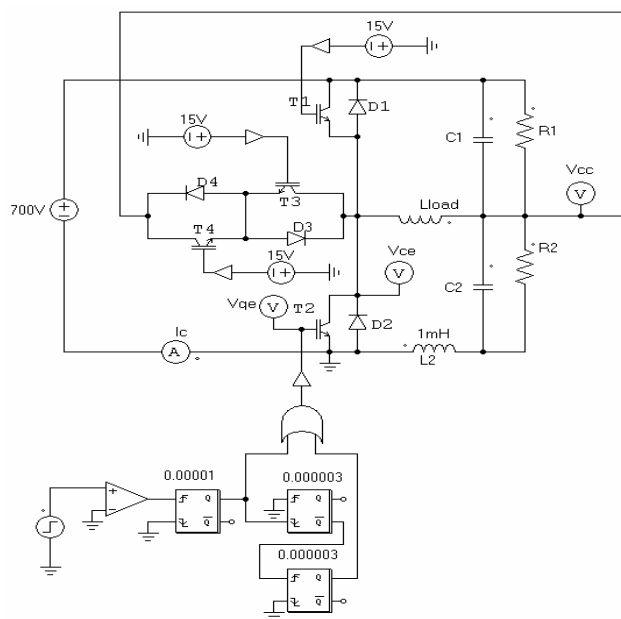 15V
T1
D1
15V
C1
R1
Vcc
V
D4
T3
700V
Lload
T4
D3
15V
Vce
V
R2
C2
Vqe
V
T2
D2
Ic
A
1mH
L2
0.00001
0.000003
Q
Q
Q
Q
0.000003
Q
Q